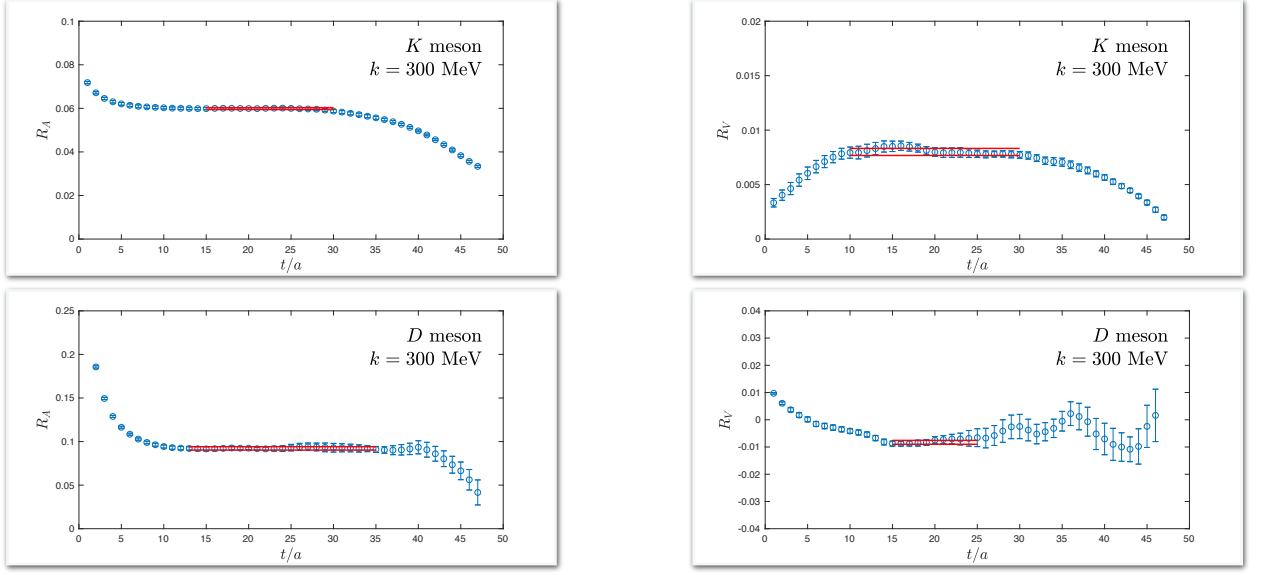 0.1
0.08
0.06
0.04
0.02
0
R_A
K meson
k = 300 MeV
0 5 10 15 20 25 30 35 40 45 50
t/a
0.02
0.015
0.01
0.005
0
R_V
K meson
k = 300 MeV
0 5 10 15 20 25 30 35 40 45 50
t/a
0.25
0.2
0.15
0.1
0.05
0
R_A
D meson
k = 300 MeV
0 5 10 15 20 25 30 35 40 45 50
t/a
0.04
0.03
0.02
0.01
0
-0.01
-0.02
-0.03
-0.04
R_V
D meson
k = 300 MeV
0 5 10 15 20 25 30 35 40 45 50
t/a